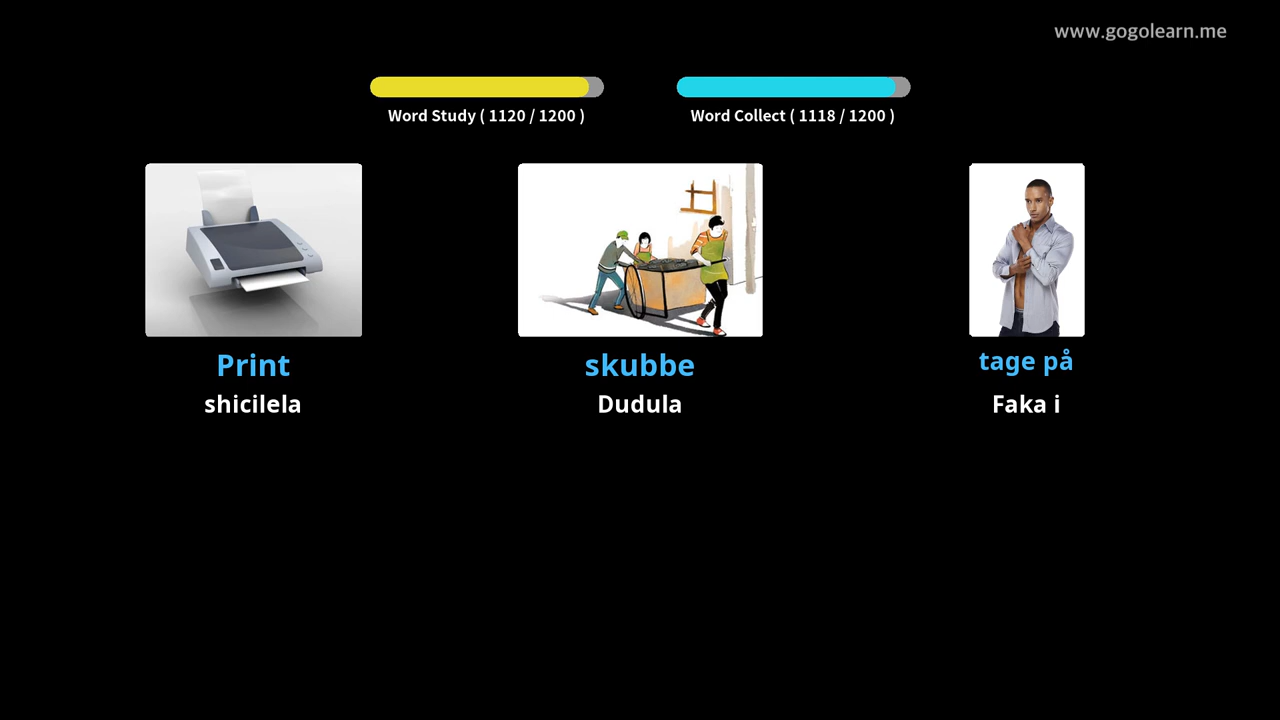 www.gogolearn.me
Word Study ( 1120 / 1200 )
Word Collect ( 1118 / 1200 )
Print
shicilela
skubbe
Dudula
tage på
Faka i